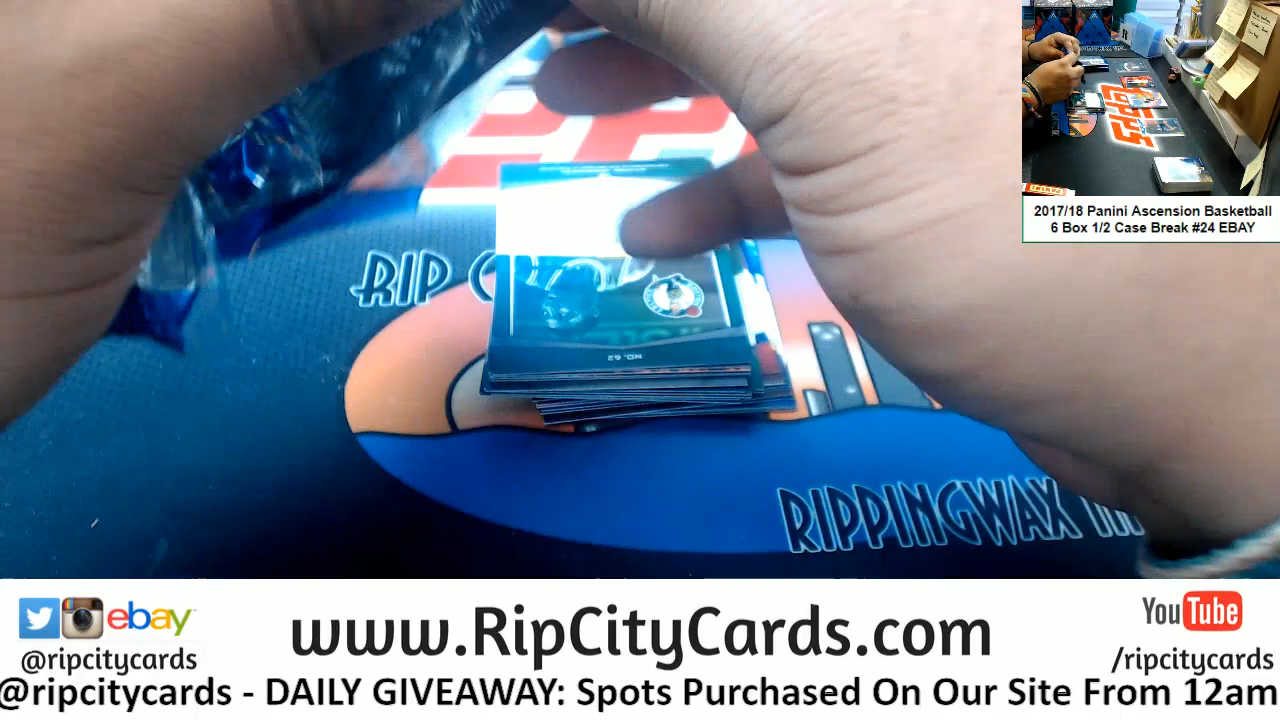 2017/18 Panini Ascension Basketball
6 Box 1/2 Case Break #24 EBAY
RIP C
NO. 62
RIPPINGWAX
ebay
www.RipCityCards.com
YouTube
@ripcitycards
/ripcitycards
@ripcitycards - DAILY GIVEAWAY: Spots Purchased On Our Site From 12am